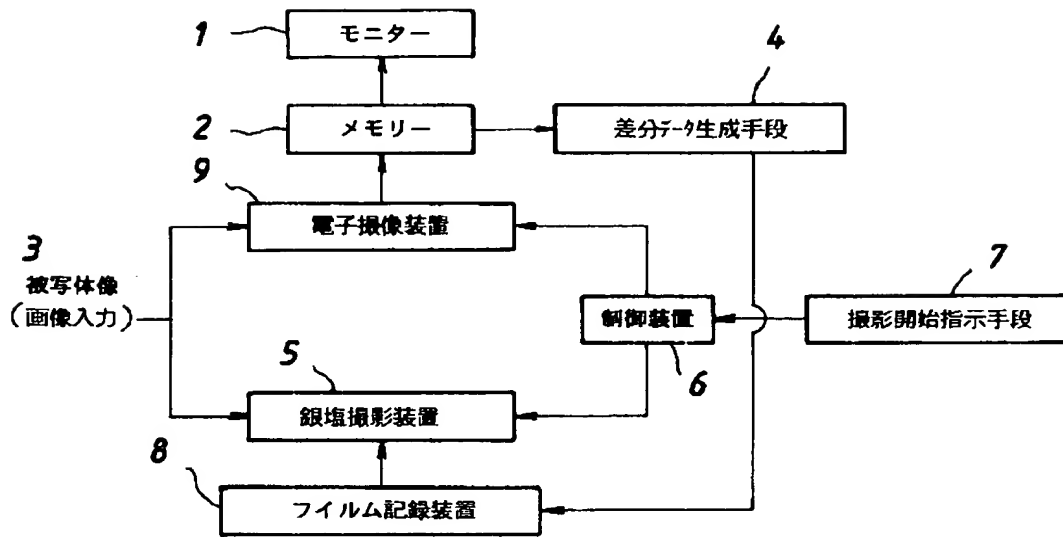 1
モニター
4
2
メモリー
差分データ生成手段
9
電子撮像装置
3
被写体像
(画像入力)
7
制御装置
撮影開始指示手段
6
5
銀塩撮影装置
8
フイルム記録装置